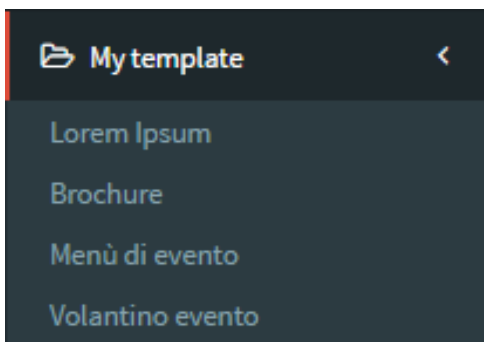 My template
Lorem Ipsum
Brochure
Menù di evento
Volantino evento